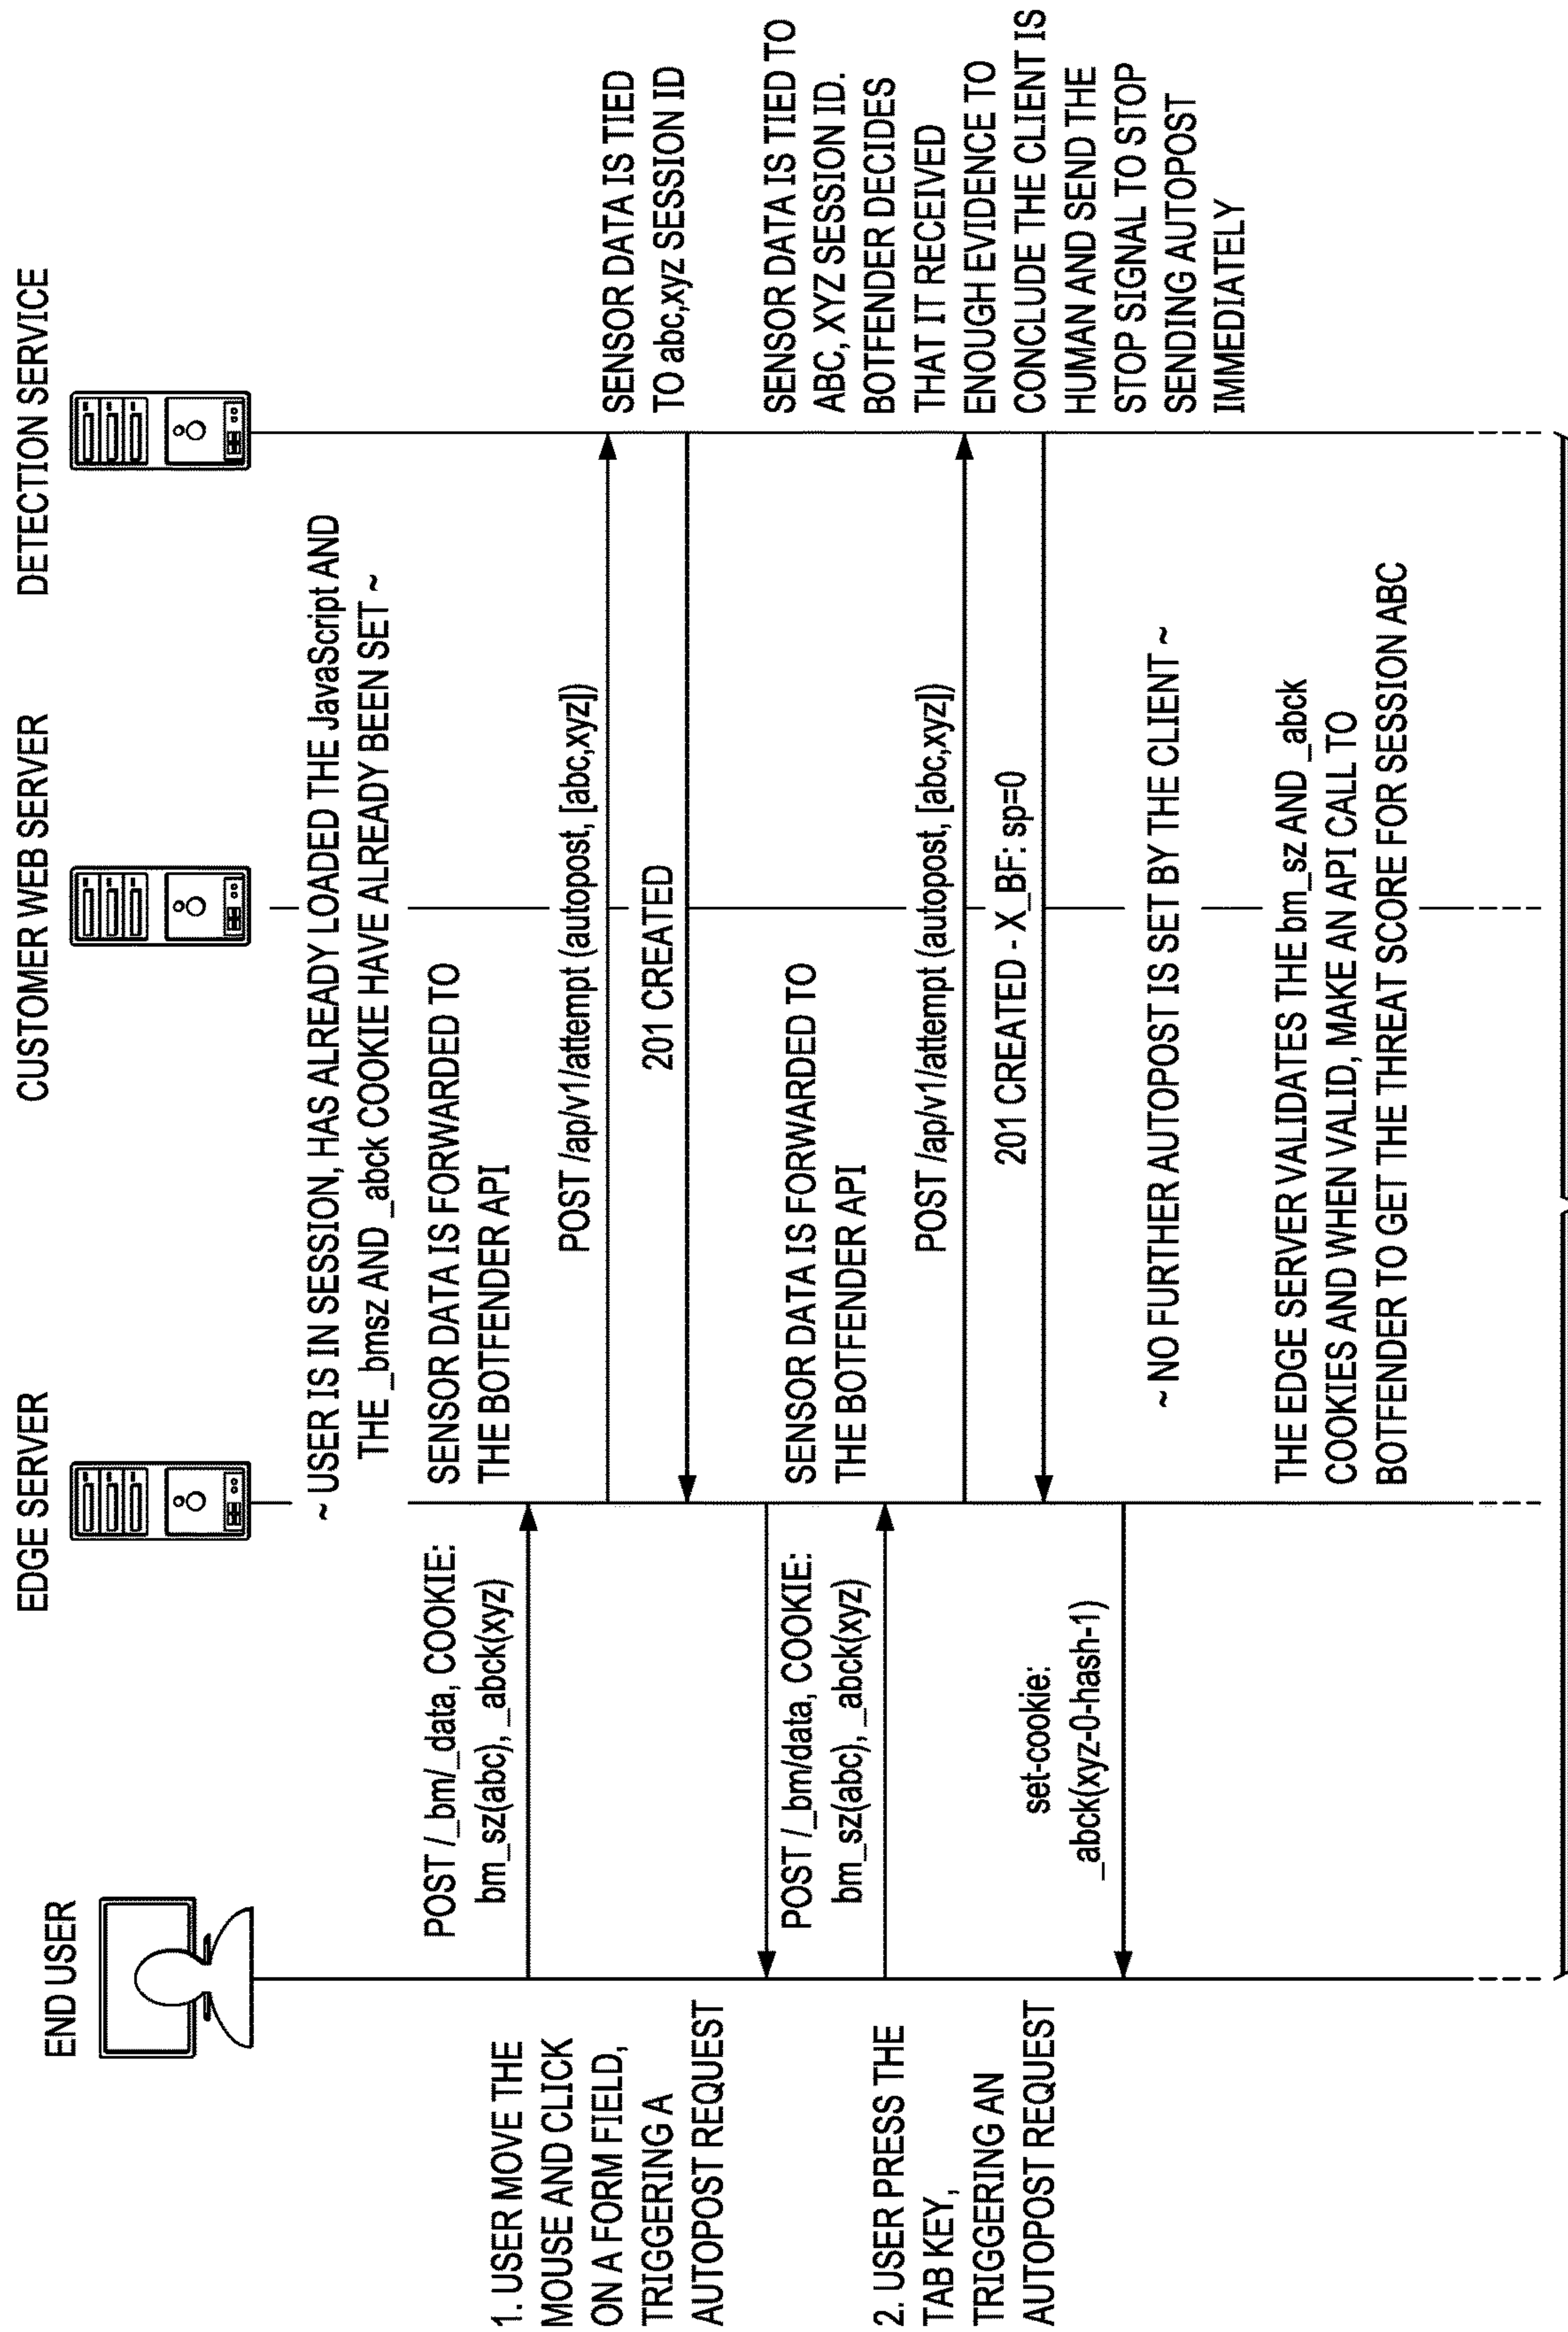 END USER
EDGE SERVER
CUSTOMER WEB SERVER
DETECTION SERVICE
~ USER IS IN SESSION, HAS ALREADY LOADED THE JavaScript AND
THE _bmsz AND _abck COOKIE HAVE ALREADY BEEN SET ~
1. USER MOVE THE
MOUSE AND CLICK
ON A FORM FIELD,
TRIGGERING A
AUTOPOST REQUEST
POST /_bm/_data, COOKIE:
bm_sz(abc), _abck(xyz)
SENSOR DATA IS FORWARDED TO
THE BOTFENDER API
POST /ap/v1/attempt (autopost, [abc,xyz])
SENSOR DATA IS TIED
TO abc,xyz SESSION ID
201 CREATED
2. USER PRESS THE
TAB KEY,
TRIGGERING AN
AUTOPOST REQUEST
POST /_bm/data, COOKIE:
bm_sz(abc), _abck(xyz)
SENSOR DATA IS FORWARDED TO
THE BOTFENDER API
POST /ap/v1/attempt (autopost, [abc,xyz])
SENSOR DATA IS TIED TO
ABC, XYZ SESSION ID.
BOTFENDER DECIDES
THAT IT RECEIVED
ENOUGH EVIDENCE TO
CONCLUDE THE CLIENT IS
HUMAN AND SEND THE
STOP SIGNAL TO STOP
SENDING AUTOPOST
IMMEDIATELY
201 CREATED - X_BF: sp=0
set-cookie:
_abck(xyz-0-hash-1)
~ NO FURTHER AUTOPOST IS SET BY THE CLIENT ~
THE EDGE SERVER VALIDATES THE bm_sz AND _abck
COOKIES AND WHEN VALID, MAKE AN API CALL TO
BOTFENDER TO GET THE THREAT SCORE FOR SESSION ABC